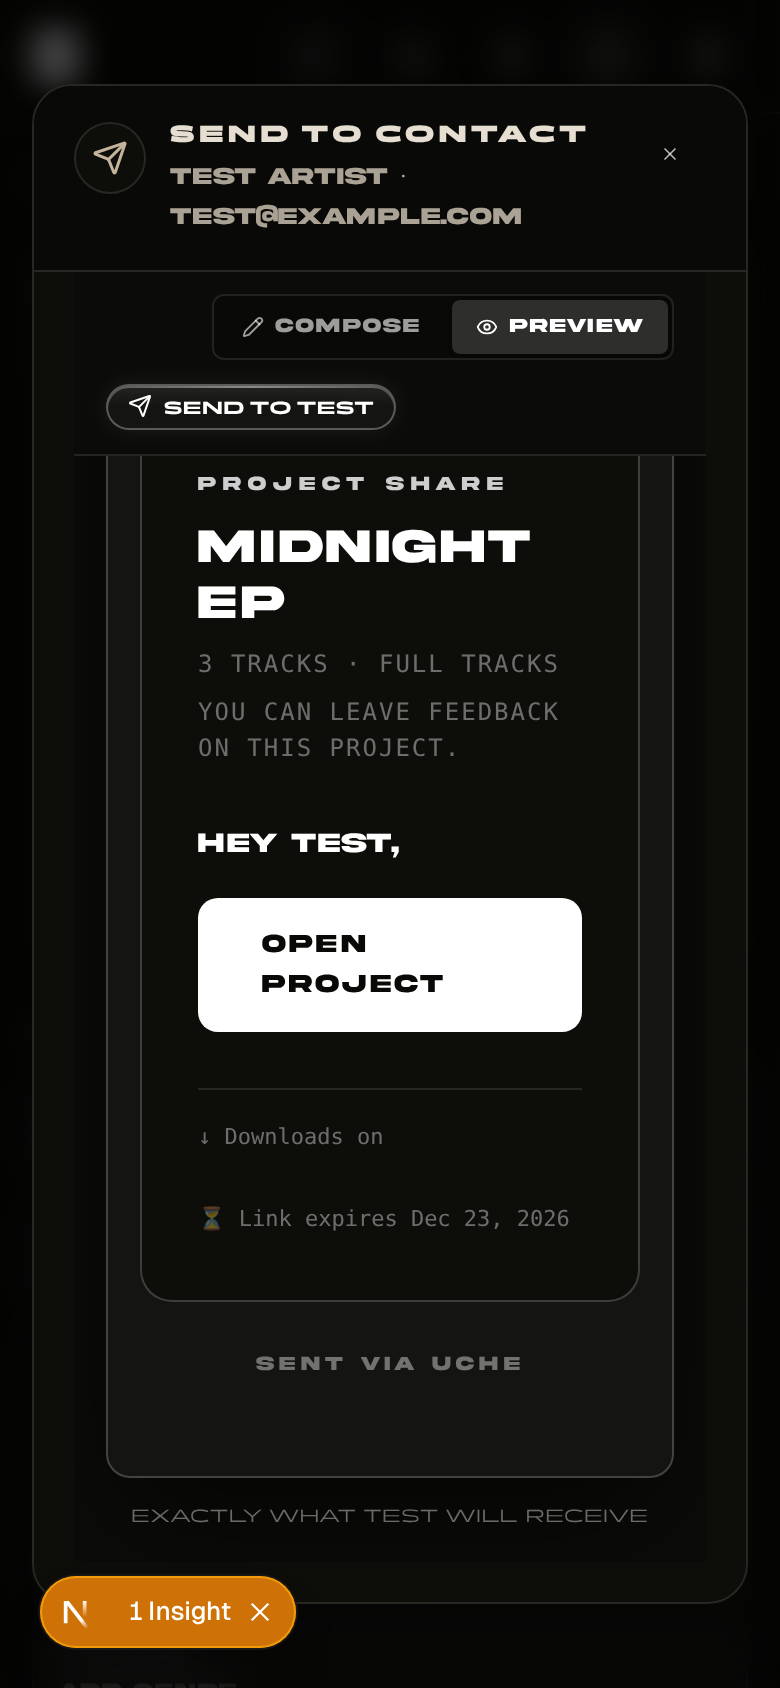 SEND TO CONTACT
TEST ARTIST ·
TEST@EXAMPLE.COM
COMPOSE
PREVIEW
SEND TO TEST
PROJECT SHARE
MIDNIGHT
EP
3 TRACKS · FULL TRACKS
YOU CAN LEAVE FEEDBACK
ON THIS PROJECT.
HEY TEST,
OPEN
PROJECT
↓ Downloads on
⏳ Link expires Dec 23, 2026
SENT VIA UCHE
EXACTLY WHAT TEST WILL RECEIVE
N 1 Insight